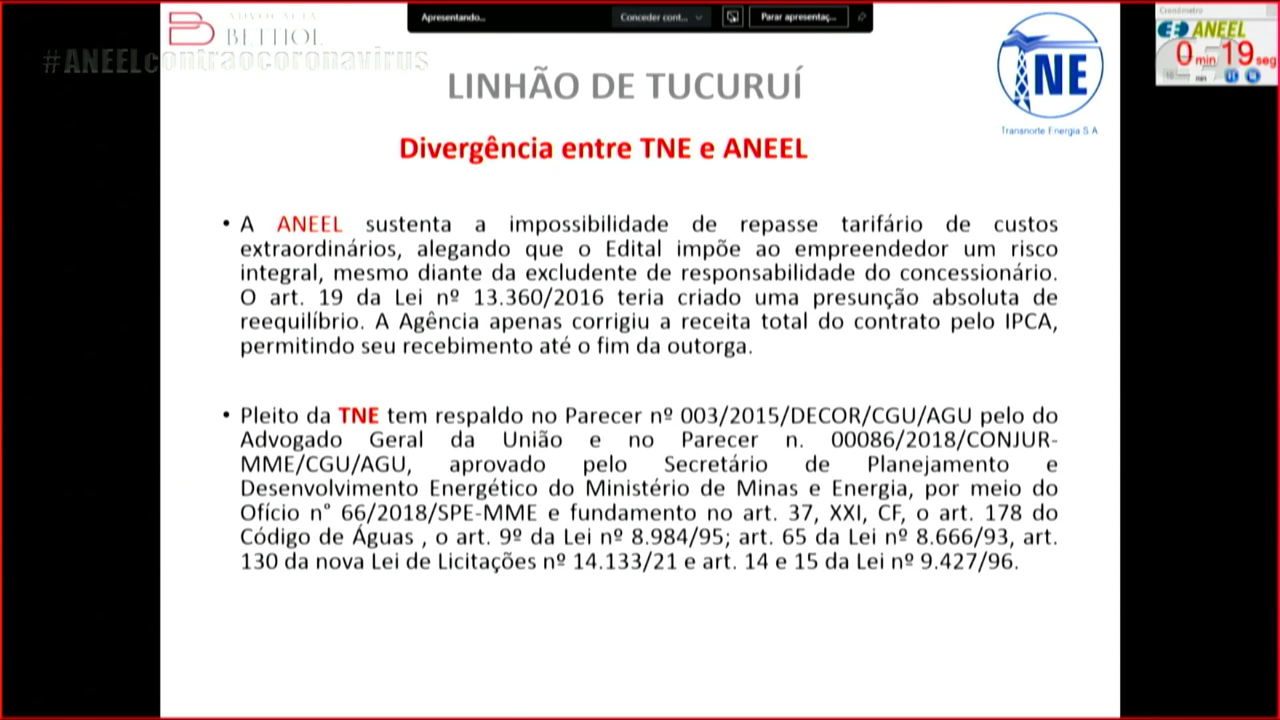 Apresentando...
Conceder cont...
Parar apresentaç...
Cronômetro
ADVOCACIA
BETTIOL
#ANEELcontraocoronavírus
TNE
Transnorte Energia S A
ANEEL
0 min 19 seg
10 min
LINHÃO DE TUCURUÍ
Divergência entre TNE e ANEEL
• A ANEEL sustenta a impossibilidade de repasse tarifário de custos
extraordinários, alegando que o Edital impõe ao empreendedor um risco
integral, mesmo diante da excludente de responsabilidade do concessionário.
O art. 19 da Lei nº 13.360/2016 teria criado uma presunção absoluta de
reequilíbrio. A Agência apenas corrigiu a receita total do contrato pelo IPCA,
permitindo seu recebimento até o fim da outorga.
• Pleito da TNE tem respaldo no Parecer nº 003/2015/DECOR/CGU/AGU pelo do
Advogado Geral da União e no Parecer n. 00086/2018/CONJUR-
MME/CGU/AGU, aprovado pelo Secretário de Planejamento e
Desenvolvimento Energético do Ministério de Minas e Energia, por meio do
Ofício n° 66/2018/SPE-MME e fundamento no art. 37, XXI, CF, o art. 178 do
Código de Águas , o art. 9º da Lei nº 8.984/95; art. 65 da Lei nº 8.666/93, art.
130 da nova Lei de Licitações nº 14.133/21 e art. 14 e 15 da Lei nº 9.427/96.